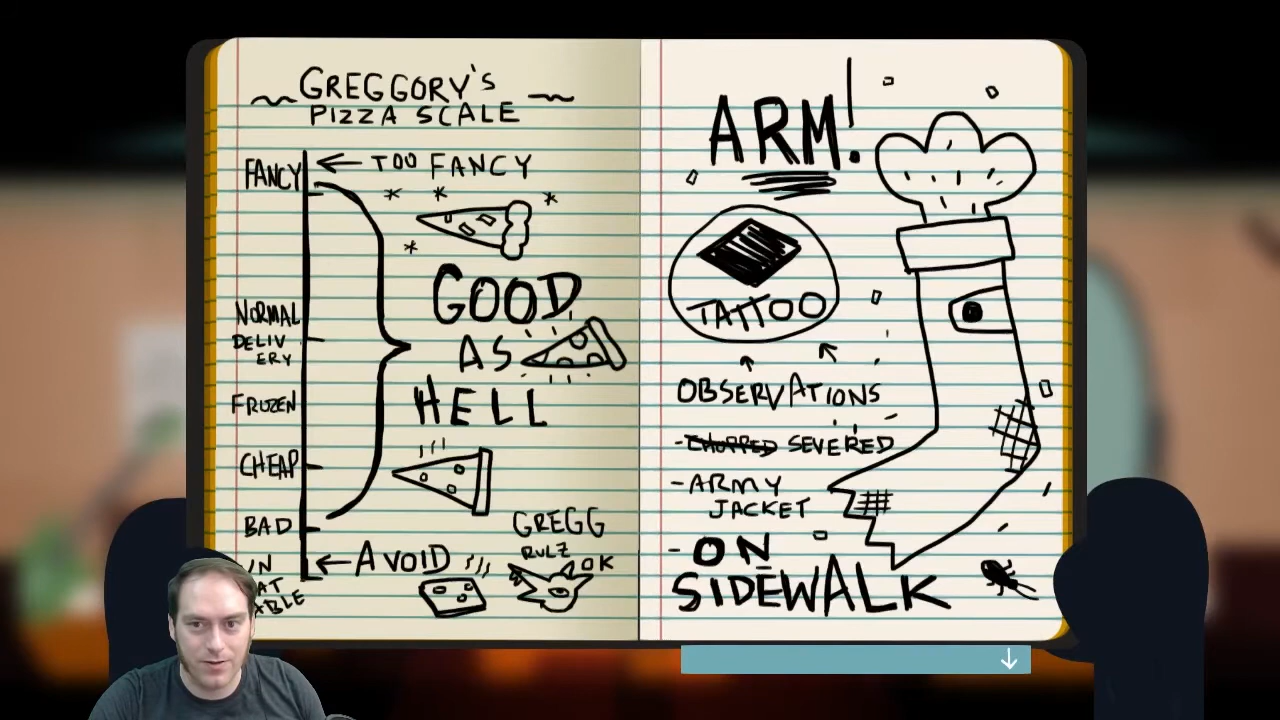 GREGGORY'S
PIZZA SCALE
FANCY
← TOO FANCY
GOOD
AS
HELL
NORMAL
DELIV
ERY
FROZEN
CHEAP
BAD
← AVOID
GREGG
RULZ
OK
ARM!
TATTOO
OBSERVATIONS
- CHOPPED SEVERED
- ARMY
JACKET
- ON
SIDEWALK